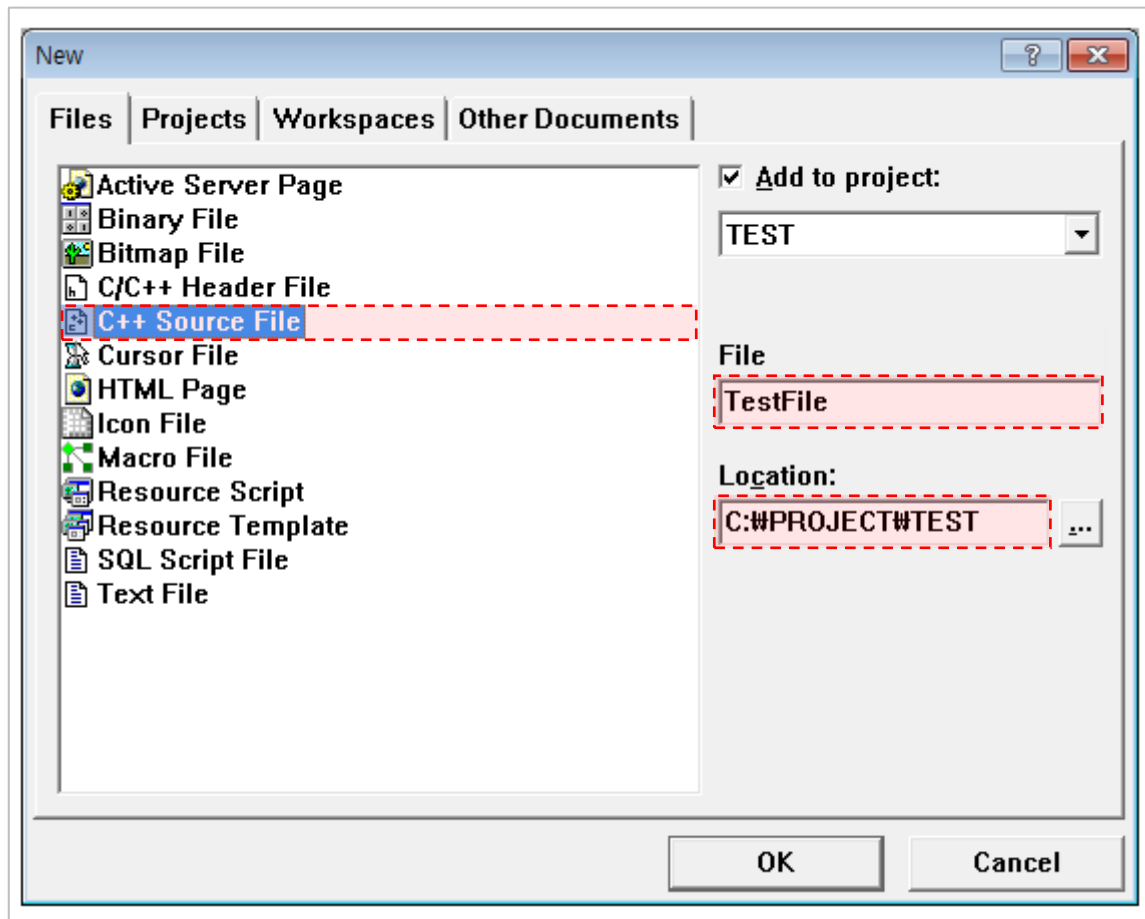 New
Files Projects Workspaces Other Documents
Active Server Page
Binary File
Bitmap File
C/C++ Header File
C++ Source File
Cursor File
HTML Page
Icon File
Macro File
Resource Script
Resource Template
SQL Script File
Text File
Add to project:
TEST
File
TestFile
Location:
C:₩PROJECT₩TEST
...
OK Cancel